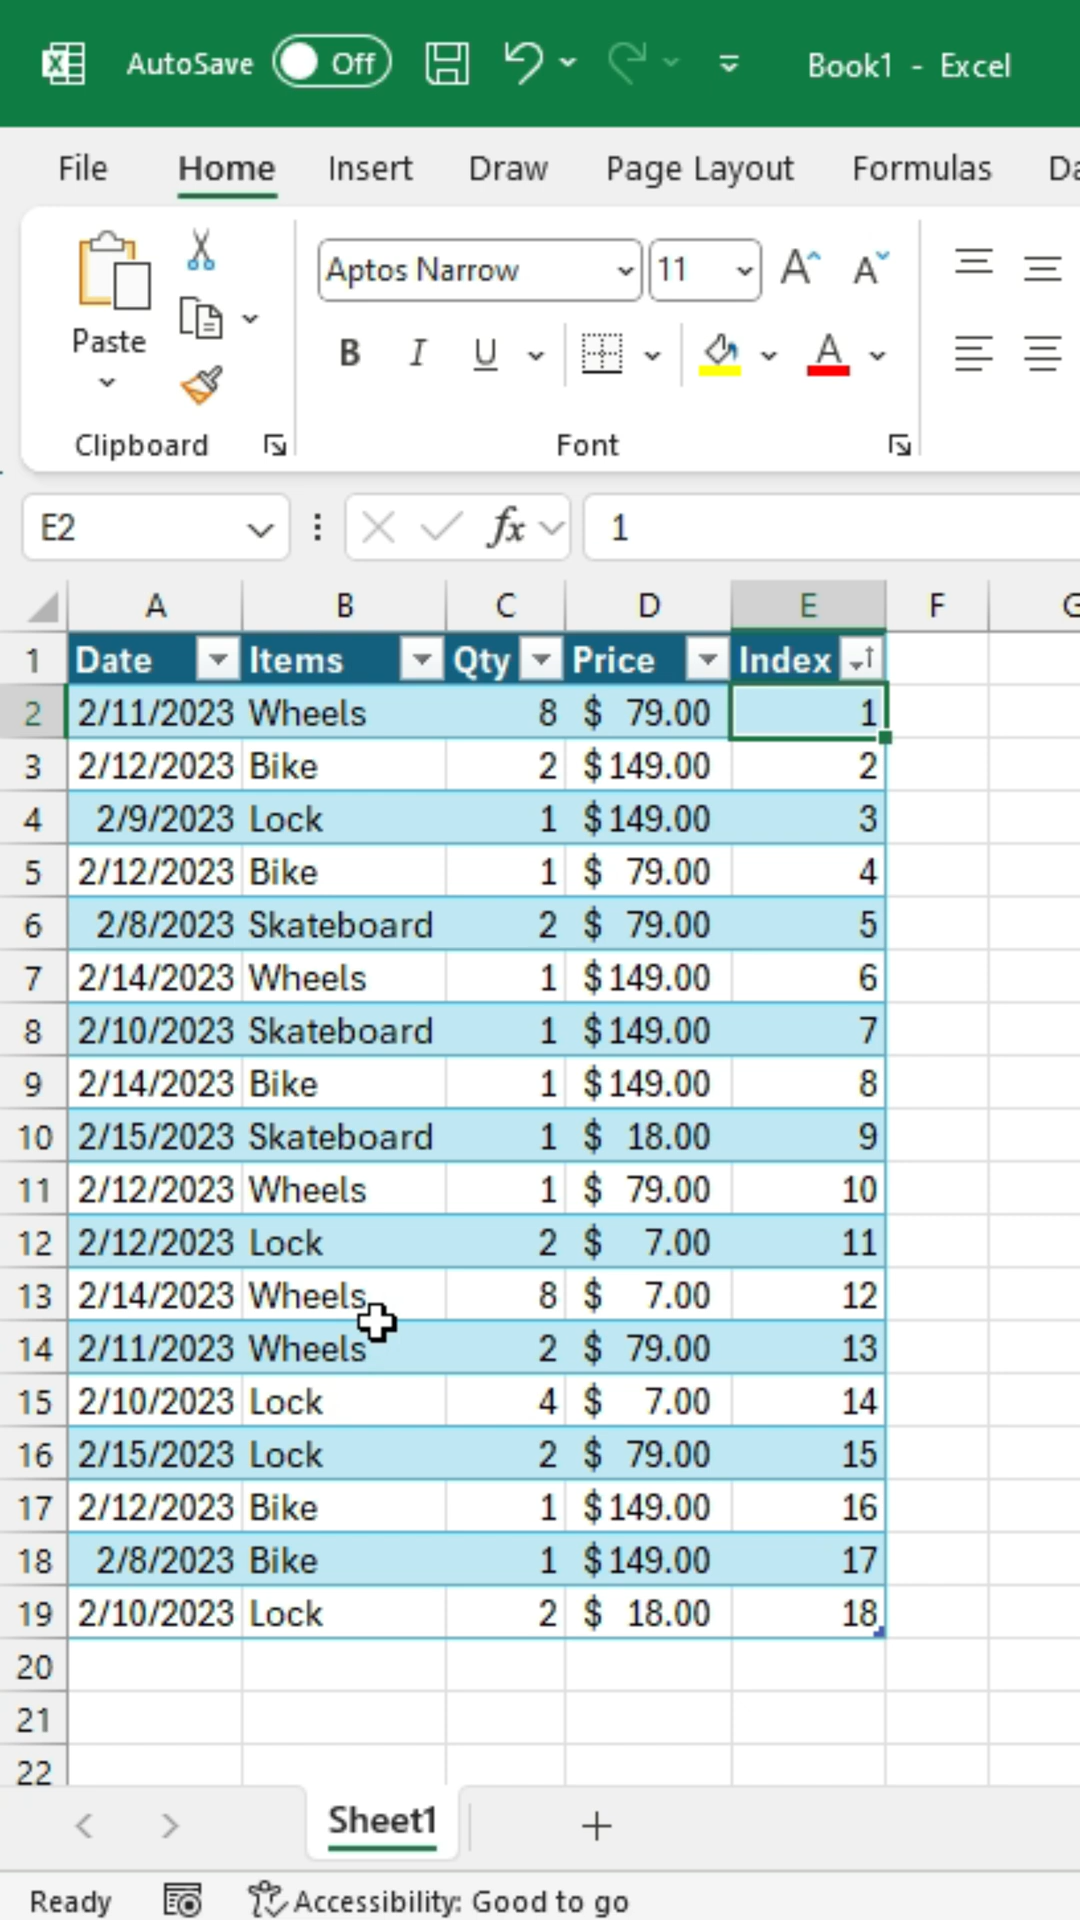 AutoSave Off Book1 - Excel
File Home Insert Draw Page Layout Formulas Da
Aptos Narrow 11
Paste B I U A
Clipboard Font
E2 fx 1
A B C D E F G
1 Date Items Qty Price Index
2 2/11/2023 Wheels 8 $ 79.00 1
3 2/12/2023 Bike 2 $ 149.00 2
4 2/9/2023 Lock 1 $ 149.00 3
5 2/12/2023 Bike 1 $ 79.00 4
6 2/8/2023 Skateboard 2 $ 79.00 5
7 2/14/2023 Wheels 1 $ 149.00 6
8 2/10/2023 Skateboard 1 $ 149.00 7
9 2/14/2023 Bike 1 $ 149.00 8
10 2/15/2023 Skateboard 1 $ 18.00 9
11 2/12/2023 Wheels 1 $ 79.00 10
12 2/12/2023 Lock 2 $ 7.00 11
13 2/14/2023 Wheels 8 $ 7.00 12
14 2/11/2023 Wheels 2 $ 79.00 13
15 2/10/2023 Lock 4 $ 7.00 14
16 2/15/2023 Lock 2 $ 79.00 15
17 2/12/2023 Bike 1 $ 149.00 16
18 2/8/2023 Bike 1 $ 149.00 17
19 2/10/2023 Lock 2 $ 18.00 18
20
21
22
Sheet1
Ready Accessibility: Good to go